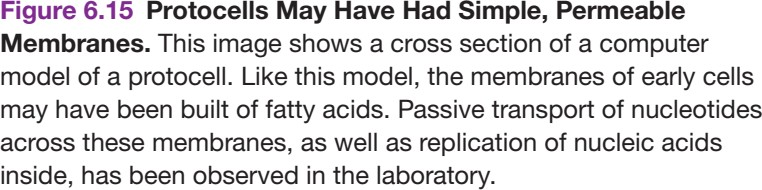 Figure 6.15 Protocells May Have Had Simple, Permeable
Membranes. This image shows a cross section of a computer
model of a protocell. Like this model, the membranes of early cells
may have been built of fatty acids. Passive transport of nucleotides
across these membranes, as well as replication of nucleic acids
inside, has been observed in the laboratory.